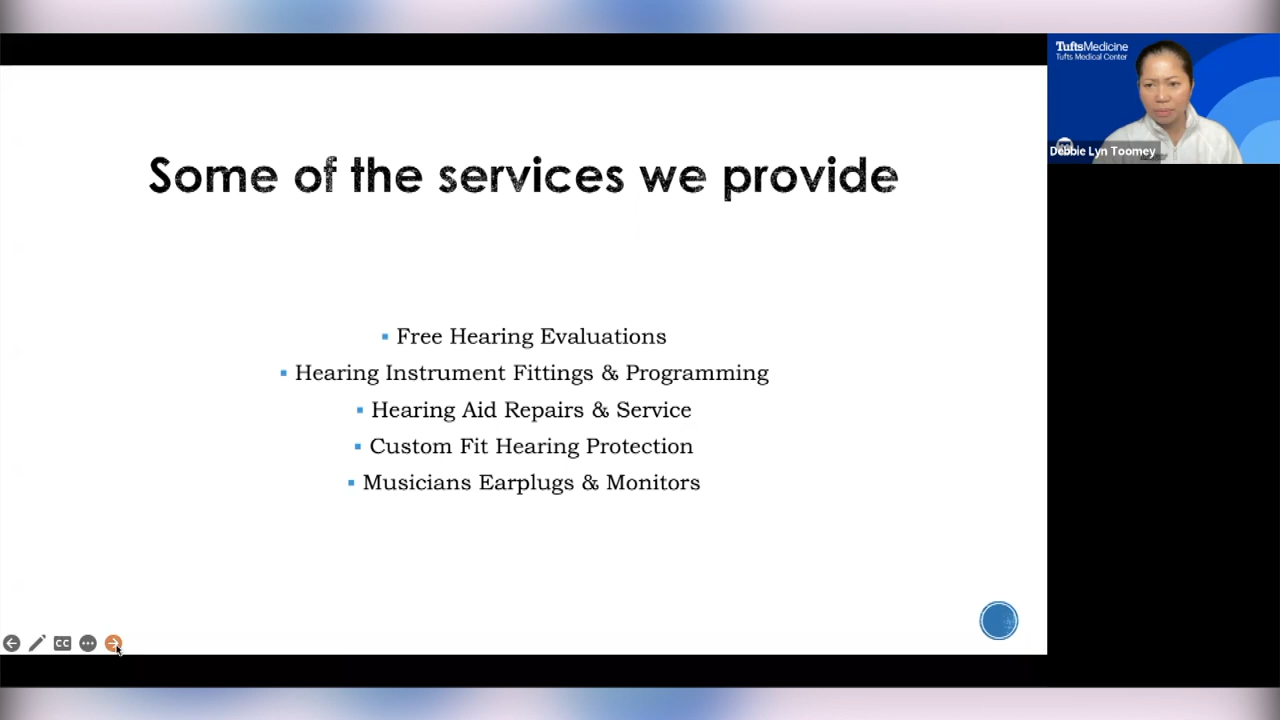 Some of the services we provide
▪ Free Hearing Evaluations
▪ Hearing Instrument Fittings & Programming
▪ Hearing Aid Repairs & Service
▪ Custom Fit Hearing Protection
▪ Musicians Earplugs & Monitors
CC
TuftsMedicine
Tufts Medical Center
Debbie Lyn Toomey